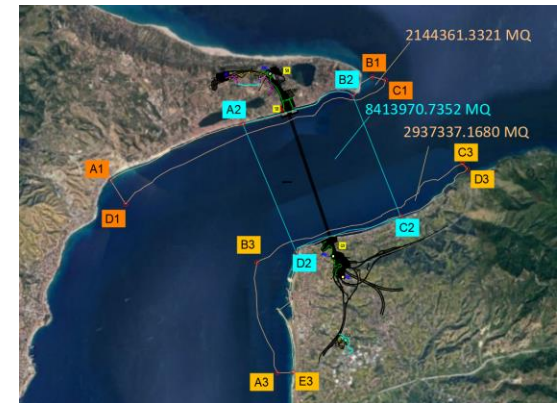 2144361.3321 MQ
B1
B2
C1
8413970.7352 MQ
A2
2937337.1680 MQ
A1
C3
D3
D1
C2
B3
D2
A3
E3